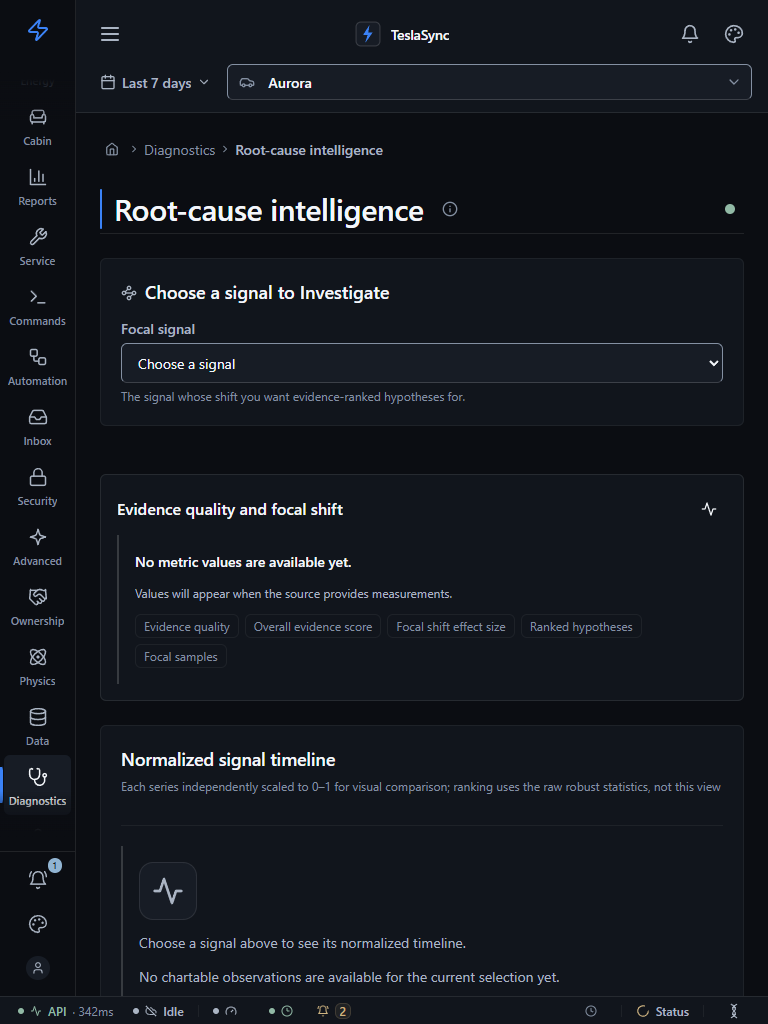 TeslaSync
Last 7 days
Aurora
Energy
Cabin
Reports
Service
Commands
Automation
Inbox
Security
Advanced
Ownership
Physics
Data
Diagnostics
1
Diagnostics
Root-cause intelligence
Root-cause intelligence
Choose a signal to Investigate
Focal signal
Choose a signal
The signal whose shift you want evidence-ranked hypotheses for.
Evidence quality and focal shift
No metric values are available yet.
Values will appear when the source provides measurements.
Evidence quality
Overall evidence score
Focal shift effect size
Ranked hypotheses
Focal samples
Normalized signal timeline
Each series independently scaled to 0–1 for visual comparison; ranking uses the raw robust statistics, not this view
Choose a signal above to see its normalized timeline.
No chartable observations are available for the current selection yet.
API · 342ms
Idle
2
Status